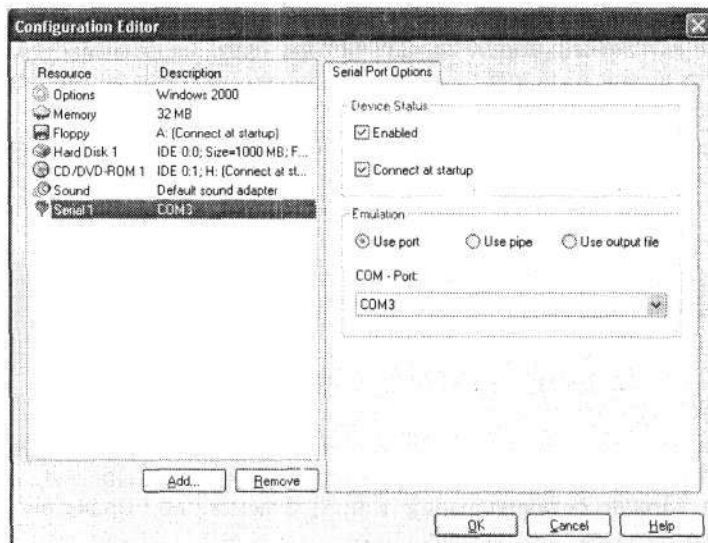 Configuration Editor
Resource Description
Options Windows 2000
Memory 32 MB
Floppy A: (Connect at startup)
Hard Disk 1 IDE 0:0; Size=1000 MB; F...
CD/DVD-ROM 1 IDE 0:1; H: (Connect at st...
Sound Default sound adapter
Serial 1 COM3
Add... Remove
Serial Port Options
Device Status
Enabled
Connect at startup
Emulation
Use port Use pipe Use output file
COM - Port:
COM3
OK Cancel Help